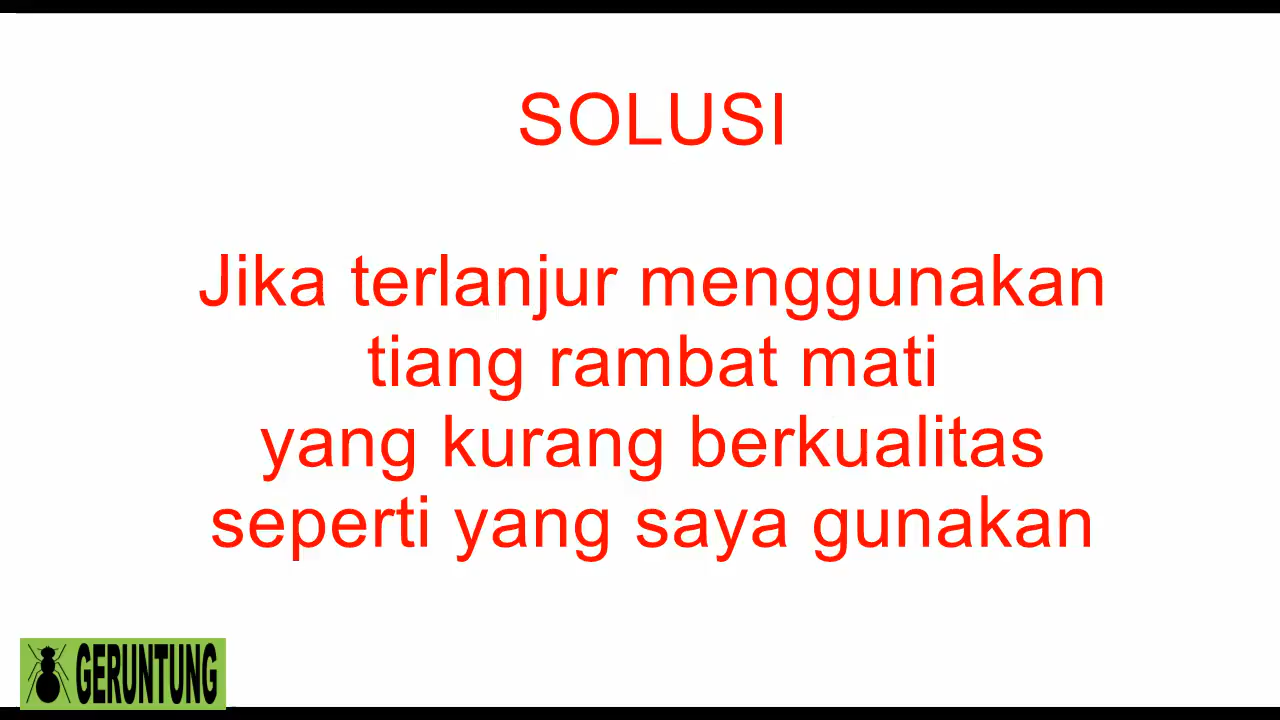 SOLUSI
Jika terlanjur menggunakan
tiang rambat mati
yang kurang berkualitas
seperti yang saya gunakan
GERUNTUNG